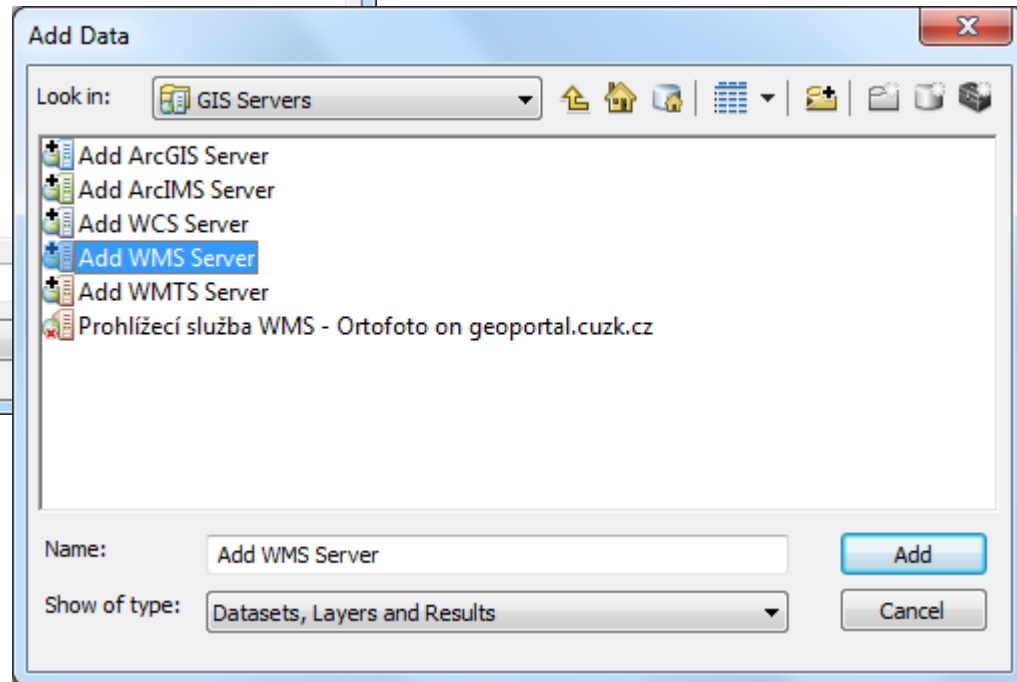 Add Data
Look in: GIS Servers
Add ArcGIS Server
Add ArcIMS Server
Add WCS Server
Add WMS Server
Add WMTS Server
Prohlížecí služba WMS - Ortofoto on geoportal.cuzk.cz
Name: Add WMS Server Add
Show of type: Datasets, Layers and Results Cancel